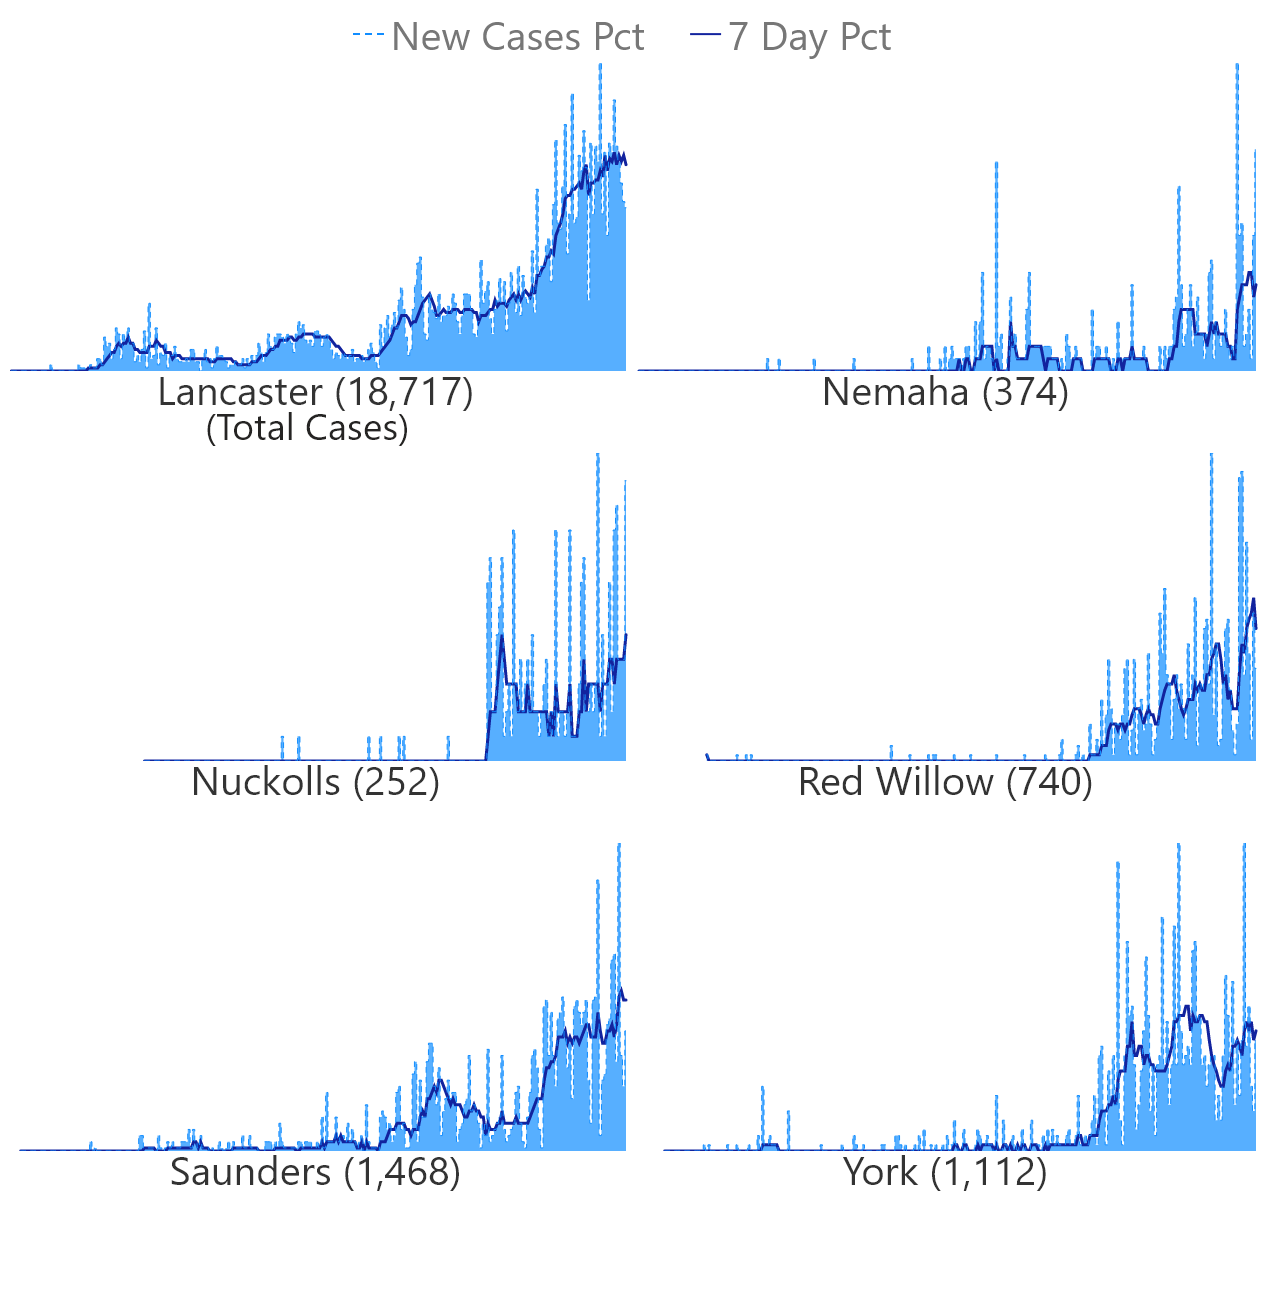 New Cases Pct 7 Day Pct
Lancaster (18,717) Nemaha (374)
(Total Cases)
Nuckolls (252) Red Willow (740)
Saunders (1,468) York (1,112)